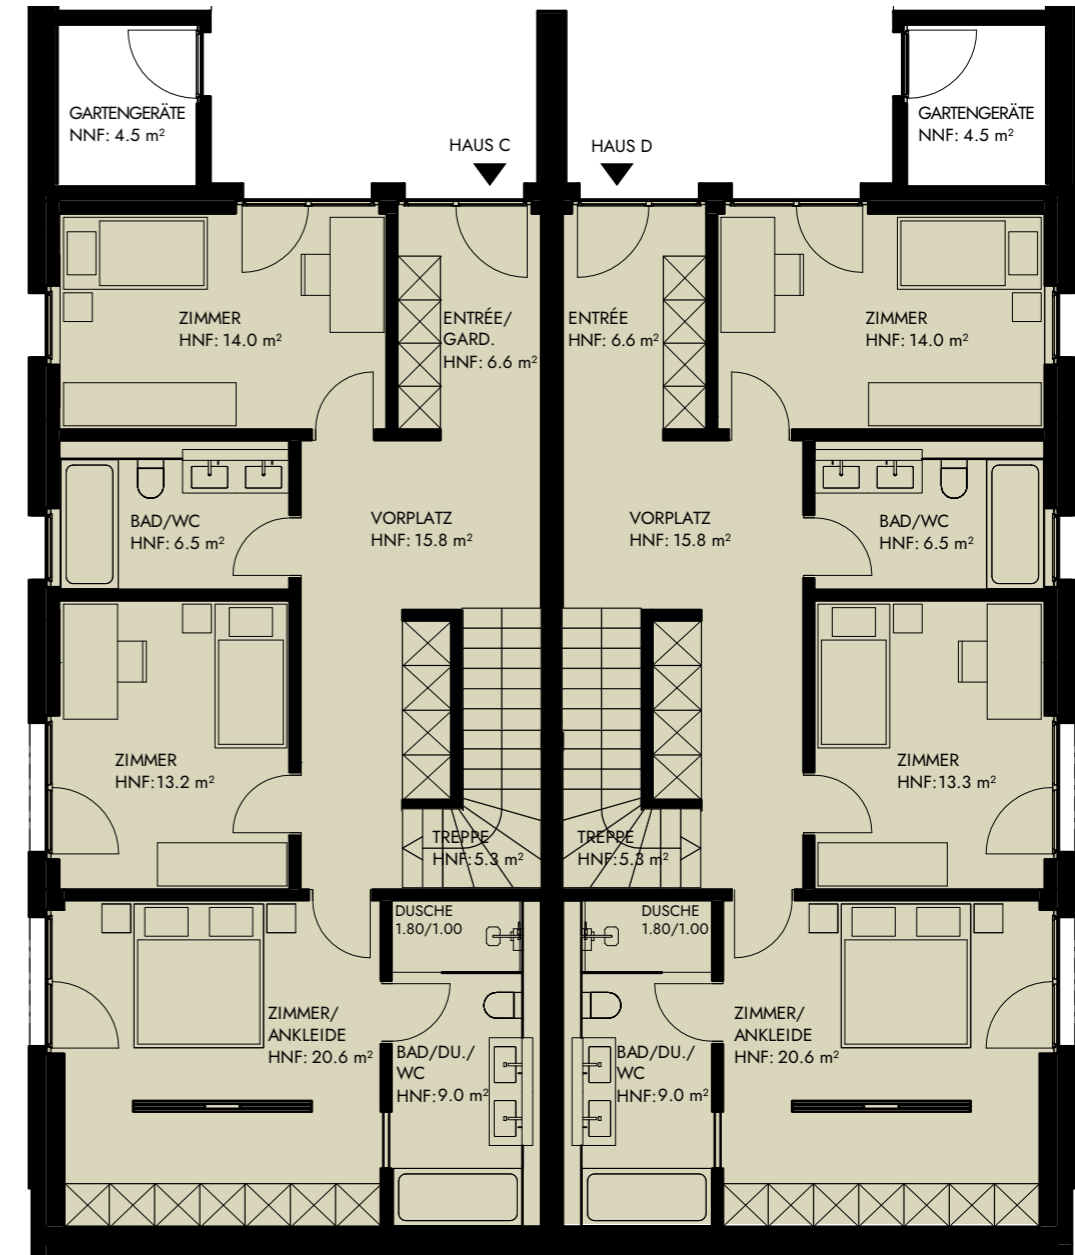 GARTENGERÄTE
NNF: 4.5 m²
GARTENGERÄTE
NNF: 4.5 m²
HAUS C
HAUS D
ZIMMER
HNF: 14.0 m²
ENTRÉE/
GARD.
HNF: 6.6 m²
ENTRÉE
HNF: 6.6 m²
ZIMMER
HNF: 14.0 m²
BAD/WC
HNF: 6.5 m²
VORPLATZ
HNF: 15.8 m²
VORPLATZ
HNF: 15.8 m²
BAD/WC
HNF: 6.5 m²
ZIMMER
HNF: 13.2 m²
TREPPE
HNF: 5.3 m²
TREPPE
HNF: 5.3 m²
ZIMMER
HNF: 13.3 m²
DUSCHE
1.80/1.00
DUSCHE
1.80/1.00
ZIMMER/
ANKLEIDE
HNF: 20.6 m²
BAD/DU./
WC
HNF: 9.0 m²
BAD/DU./
WC
HNF: 9.0 m²
ZIMMER/
ANKLEIDE
HNF: 20.6 m²